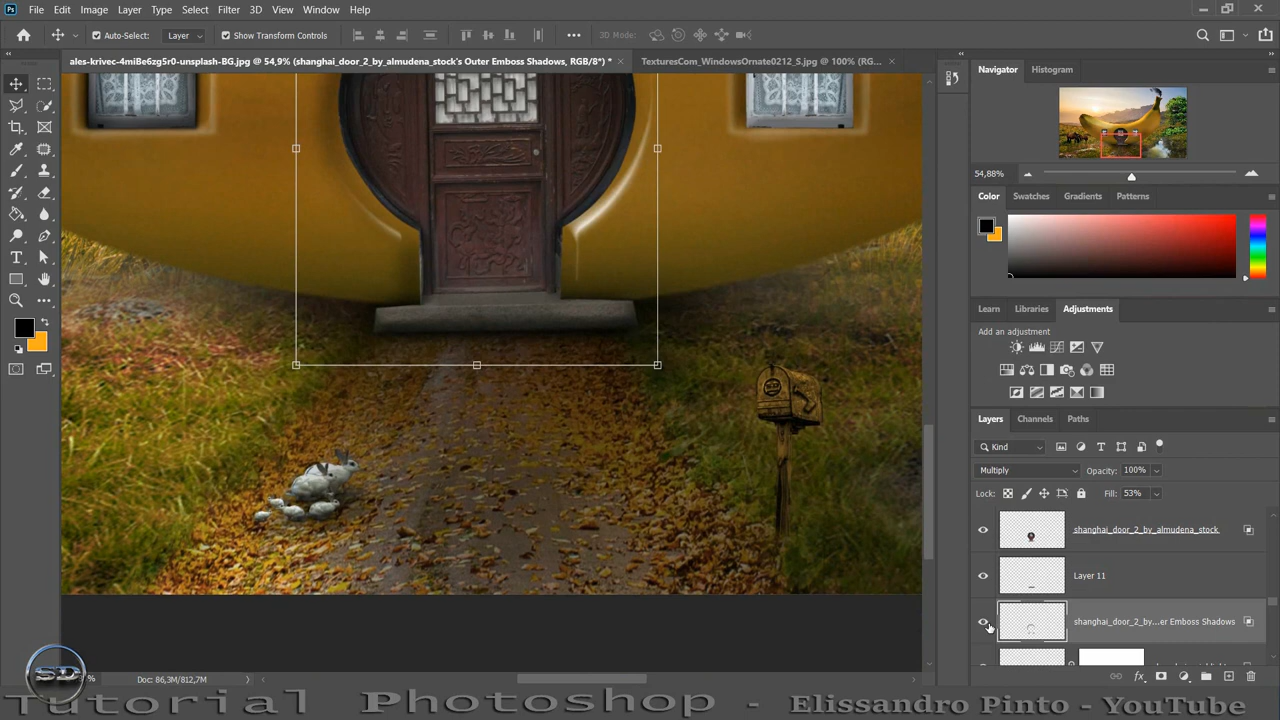 Ps File Edit Image Layer Type Select Filter 3D View Window Help
Auto-Select: Layer Show Transform Controls 3D Mode:
ales-krivec-4miBe6zg5r0-unsplash-BG.jpg @ 54,9% (shanghai_door_2_by_almudena_stock's Outer Emboss Shadows, RGB/8*) * TexturesCom_WindowsOrnate0212_S.jpg @ 100% (RG...
Navigator Histogram
54,88%
Color Swatches Gradients Patterns
Learn Libraries Adjustments
Add an adjustment
Layers Channels Paths
Kind
Multiply Opacity: 100%
Lock: Fill: 53%
shanghai_door_2_by_almudena_stock
Layer 11
shanghai_door_2_by...er Emboss Shadows
fx
SD
Doc: 86,3M/812,7M
Tutorial Photoshop - Elissandro Pinto - YouTube